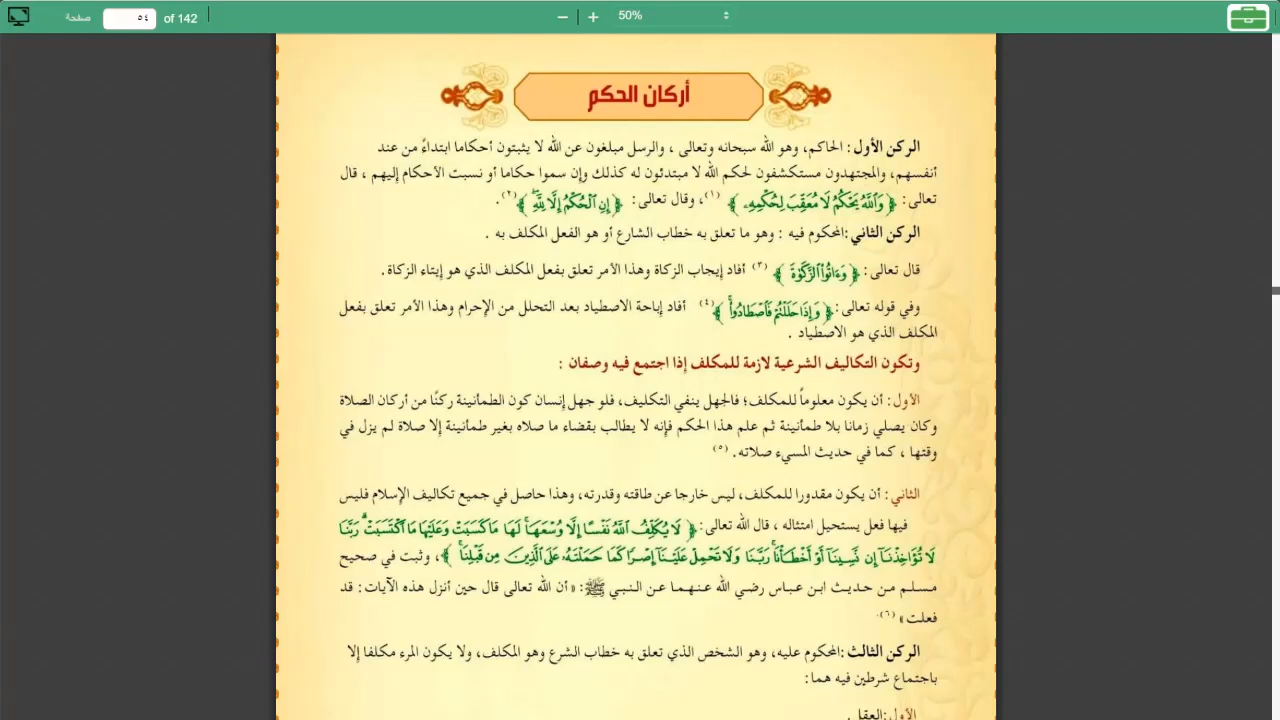 صفحة ٥٤ of 142
50%
أركان الحكم
الركن الأول: الحاكم، وهو الله سبحانه وتعالى ، والرسل مبلغون عن الله لا يثبتون أحكاما ابتداءً من عند
أنفسهم، والمجتهدون مستكشفون لحكم الله لا مبتدئون له كذلك وإن سموا حكاما أو نسبت الأحكام إليهم ، قال
تعالى: ﴿ وَاللَّهُ يَحْكُمُ لَا مُعَقِّبَ لِحُكْمِهِ ﴾ (١)، وقال تعالى: ﴿ إِنِ الْحُكْمُ إِلَّا لِلَّهِ ﴾ (٢).
الركن الثاني:المحكوم فيه : وهو ما تعلق به خطاب الشارع أو هو الفعل المكلف به .
قال تعالى: ﴿ وَءَاتُوا۟ ٱلزَّكَوٰةَ ﴾ (٣) أفاد إيجاب الزكاة وهذا الأمر تعلق بفعل المكلف الذي هو إيتاء الزكاة.
وفي قوله تعالى: ﴿ وَإِذَا حَلَلْتُمْ فَاصْطَادُوا ﴾ (٤) أفاد إباحة الاصطياد بعد التحلل من الإحرام وهذا الأمر تعلق بفعل
المكلف الذي هو الاصطياد .
وتكون التكاليف الشرعية لازمة للمكلف إذا اجتمع فيه وصفان :
الأول: أن يكون معلوماً للمكلف؛ فالجهل ينفي التكليف، فلو جهل إنسان كون الطمأنينة ركنًا من أركان الصلاة
وكان يصلي زمانا بلا طمأنينة ثم علم هذا الحكم فإنه لا يطالب بقضاء ما صلاه بغير طمأنينة إلا صلاة لم يزل في
وقتها ، كما في حديث المسيء صلاته. (٥)
الثاني: أن يكون مقدورا للمكلف، ليس خارجا عن طاقته وقدرته، وهذا حاصل في جميع تكاليف الإسلام فليس
فيها فعل يستحيل امتثاله ، قال الله تعالى: ﴿ لَا يُكَلِّفُ اللَّهُ نَفْسًا إِلَّا وُسْعَهَا لَهَا مَا كَسَبَتْ وَعَلَيْهَا مَا اكْتَسَبَتْ رَبَّنَا
لَا تُؤَاخِذْنَا إِن نَّسِينَا أَوْ أَخْطَأْنَا رَبَّنَا وَلَا تَحْمِلْ عَلَيْنَا إِصْرًا كَمَا حَمَلْتَهُ عَلَى الَّذِينَ مِن قَبْلِنَا ﴾، وثبت في صحيح
مسلم من حديث ابن عباس رضي الله عنهما عن النبي ﷺ: « أن الله تعالى قال حين أنزل هذه الآيات: قد
فعلت » (٦).
الركن الثالث:المحكوم عليه، وهو الشخص الذي تعلق به خطاب الشرع وهو المكلف، ولا يكون المرء مكلفا إلا
باجتماع شرطين فيه هما:
الأول:العقل.